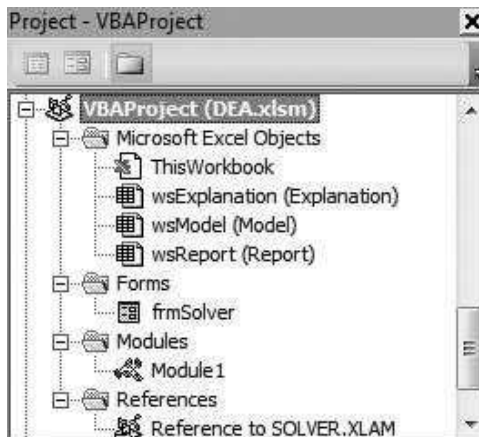 Project - VBAProject
VBAProject (DEA.xlsm)
Microsoft Excel Objects
ThisWorkbook
wsExplanation (Explanation)
wsModel (Model)
wsReport (Report)
Forms
frmSolver
Modules
Module1
References
Reference to SOLVER.XLAM